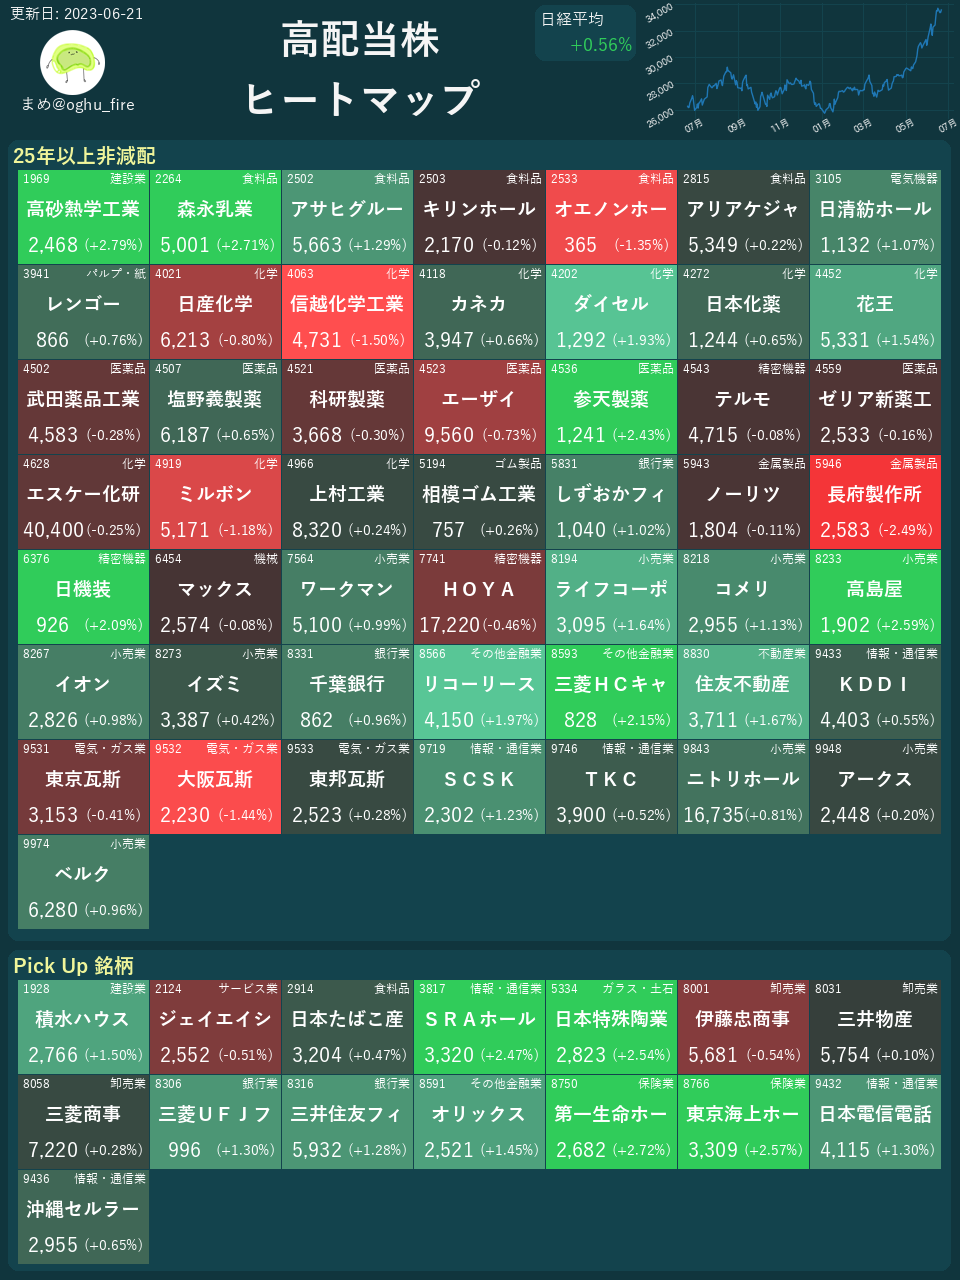 更新日: 2023-06-21
まめ@oghu_fire
高配当株
ヒートマップ
日経平均
+0.56%
34,000
32,000
30,000
28,000
26,000
07月 09月 11月 01月 03月 05月 07月
25年以上非減配
1969 建設業 2264 食料品 2502 食料品 2503 食料品 2533 食料品 2815 食料品 3105 電気機器
高砂熱学工業 森永乳業 アサヒグルー キリンホール オエノンホー アリアケジャ 日清紡ホール
2,468 (+2.79%) 5,001 (+2.71%) 5,663 (+1.29%) 2,170 (-0.12%) 365 (-1.35%) 5,349 (+0.22%) 1,132 (+1.07%)
3941 パルプ・紙 4021 化学 4063 化学 4118 化学 4202 化学 4272 化学 4452 化学
レンゴー 日産化学 信越化学工業 カネカ ダイセル 日本化薬 花王
866 (+0.76%) 6,213 (-0.80%) 4,731 (-1.50%) 3,947 (+0.66%) 1,292 (+1.93%) 1,244 (+0.65%) 5,331 (+1.54%)
4502 医薬品 4507 医薬品 4521 医薬品 4523 医薬品 4536 医薬品 4543 精密機器 4559 医薬品
武田薬品工業 塩野義製薬 科研製薬 エーザイ 参天製薬 テルモ ゼリア新薬工
4,583 (-0.28%) 6,187 (+0.65%) 3,668 (-0.30%) 9,560 (-0.73%) 1,241 (+2.43%) 4,715 (-0.08%) 2,533 (-0.16%)
4628 化学 4919 化学 4966 化学 5194 ゴム製品 5831 銀行業 5943 金属製品 5946 金属製品
エスケー化研 ミルボン 上村工業 相模ゴム工業 しずおかフィ ノーリツ 長府製作所
40,400 (-0.25%) 5,171 (-1.18%) 8,320 (+0.24%) 757 (+0.26%) 1,040 (+1.02%) 1,804 (-0.11%) 2,583 (-2.49%)
6376 精密機器 6454 機械 7564 小売業 7741 精密機器 8194 小売業 8218 小売業 8233 小売業
日機装 マックス ワークマン ＨＯＹＡ ライフコーポ コメリ 高島屋
926 (+2.09%) 2,574 (-0.08%) 5,100 (+0.99%) 17,220 (-0.46%) 3,095 (+1.64%) 2,955 (+1.13%) 1,902 (+2.59%)
8267 小売業 8273 小売業 8331 銀行業 8566 その他金融業 8593 その他金融業 8830 不動産業 9433 情報・通信業
イオン イズミ 千葉銀行 リコーリース 三菱ＨＣキャ 住友不動産 ＫＤＤＩ
2,826 (+0.98%) 3,387 (+0.42%) 862 (+0.96%) 4,150 (+1.97%) 828 (+2.15%) 3,711 (+1.67%) 4,403 (+0.55%)
9531 電気・ガス業 9532 電気・ガス業 9533 電気・ガス業 9719 情報・通信業 9746 情報・通信業 9843 小売業 9948 小売業
東京瓦斯 大阪瓦斯 東邦瓦斯 ＳＣＳＫ ＴＫＣ ニトリホール アークス
3,153 (-0.41%) 2,230 (-1.44%) 2,523 (+0.28%) 2,302 (+1.23%) 3,900 (+0.52%) 16,735 (+0.81%) 2,448 (+0.20%)
9974 小売業
ベルク
6,280 (+0.96%)
Pick Up 銘柄
1928 建設業 2124 サービス業 2914 食料品 3817 情報・通信業 5334 ガラス・土石 8001 卸売業 8031 卸売業
積水ハウス ジェイエイシ 日本たばこ産 ＳＲＡホール 日本特殊陶業 伊藤忠商事 三井物産
2,766 (+1.50%) 2,552 (-0.51%) 3,204 (+0.47%) 3,320 (+2.47%) 2,823 (+2.54%) 5,681 (-0.54%) 5,754 (+0.10%)
8058 卸売業 8306 銀行業 8316 銀行業 8591 その他金融業 8750 保険業 8766 保険業 9432 情報・通信業
三菱商事 三菱ＵＦＪフ 三井住友フィ オリックス 第一生命ホー 東京海上ホー 日本電信電話
7,220 (+0.28%) 996 (+1.30%) 5,932 (+1.28%) 2,521 (+1.45%) 2,682 (+2.72%) 3,309 (+2.57%) 4,115 (+1.30%)
9436 情報・通信業
沖縄セルラー
2,955 (+0.65%)